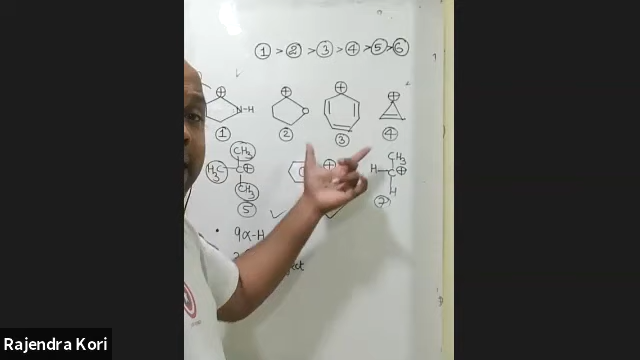 ① > ② > ③ > ④ > ⑤ > ⑥
⊕ ⊕ ⊕ ⊕
N-H
① ② ③ ④
CH₃ CH₃
H₃C-C⊕ ⊕ H-C⊕
CH₃ H
⑤ ⑦
• 9α-H
Rajendra Kori